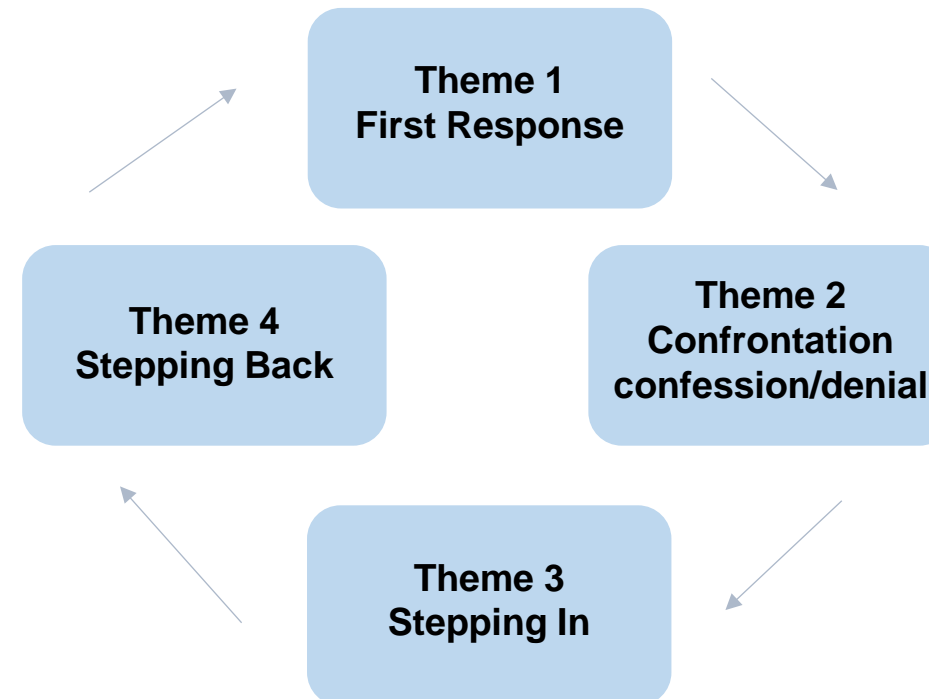 Theme 1
First Response
Theme 2
Confrontation
confession/denial
Theme 3
Stepping In
Theme 4
Stepping Back